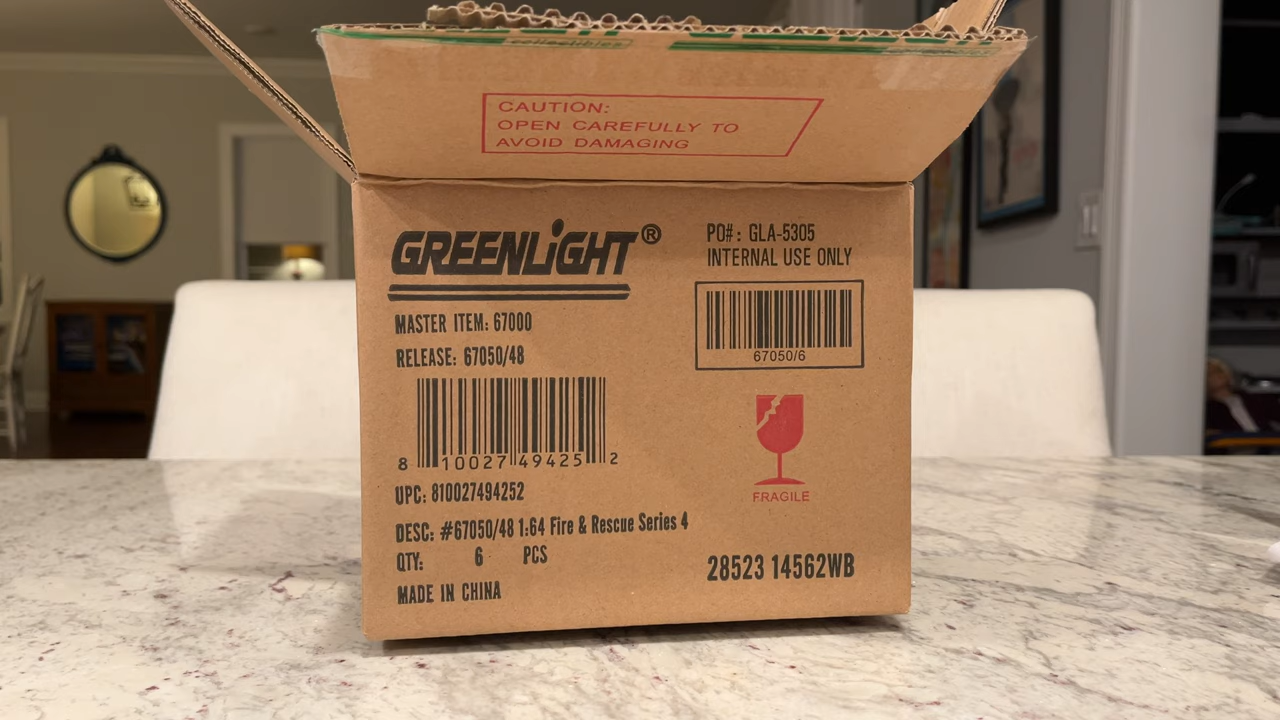 collectibles
CAUTION:
OPEN CAREFULLY TO
AVOID DAMAGING
GREENLiGHT®
MASTER ITEM: 67000
RELEASE: 67050/48
8 10027 49425 2
UPC: 810027494252
DESC: #67050/48 1:64 Fire & Rescue Series 4
QTY: 6 PCS
MADE IN CHINA
PO#: GLA-5305
INTERNAL USE ONLY
67050/6
FRAGILE
28523 14562WB